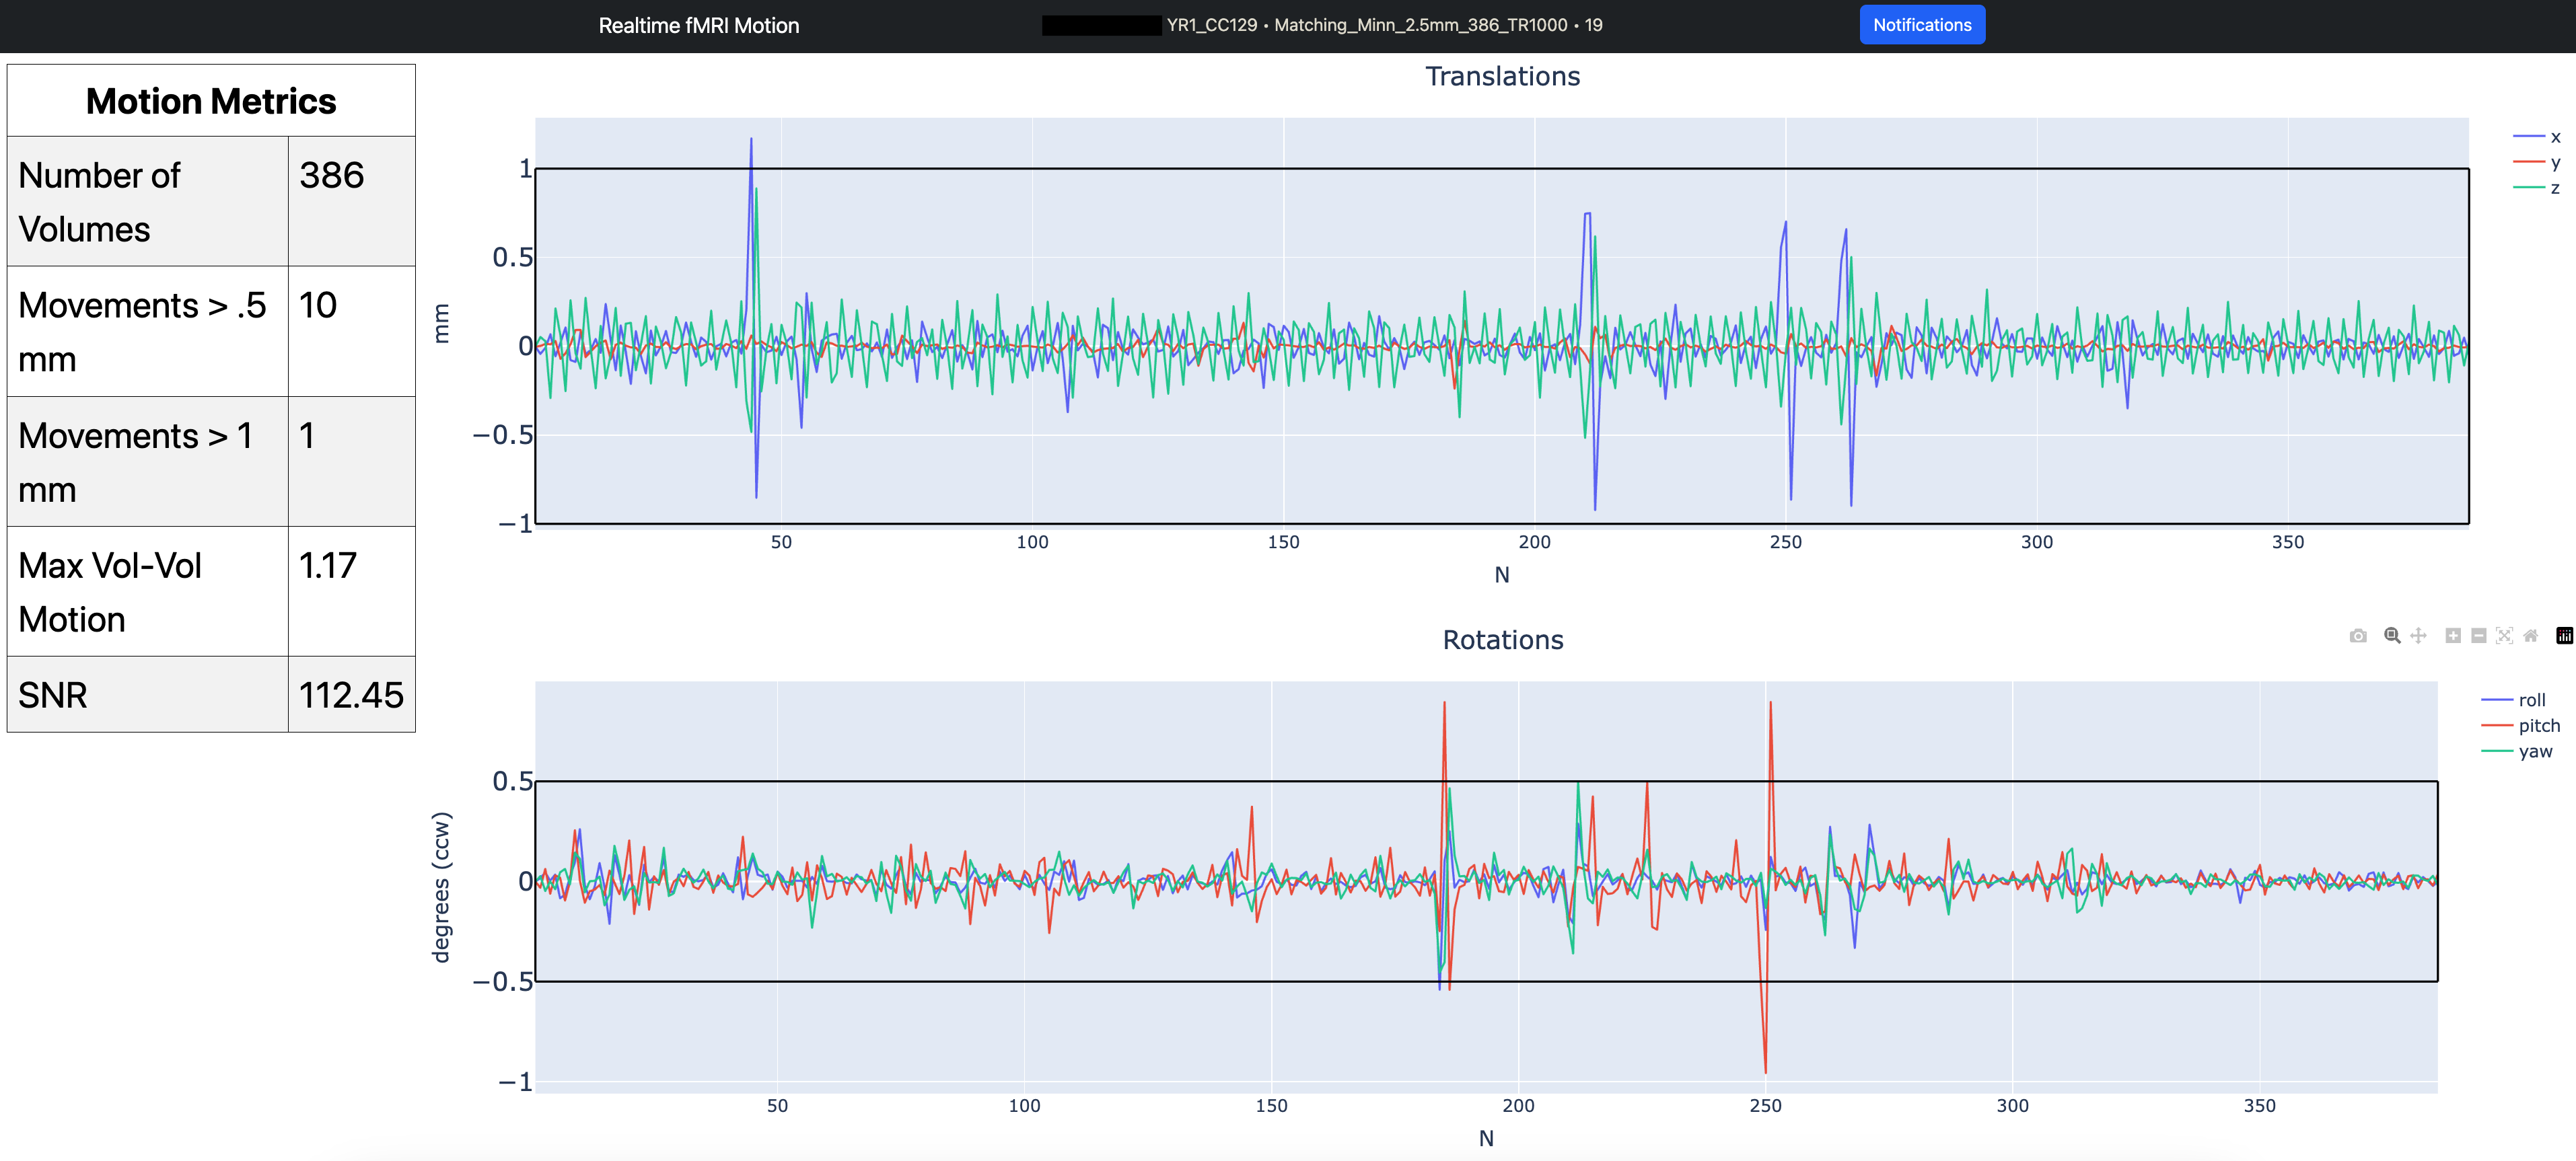 Realtime fMRI Motion
YR1_CC129 • Matching_Minn_2.5mm_386_TR1000 • 19
Notifications
Motion Metrics
Number of
Volumes
386
Movements > .5
mm
10
Movements > 1
mm
1
Max Vol-Vol
Motion
1.17
SNR
112.45
Translations
1
0.5
0
−0.5
−1
mm
50
100
150
200
250
300
350
N
x
y
z
Rotations
0.5
0
−0.5
−1
degrees (ccw)
50
100
150
200
250
300
350
N
roll
pitch
yaw